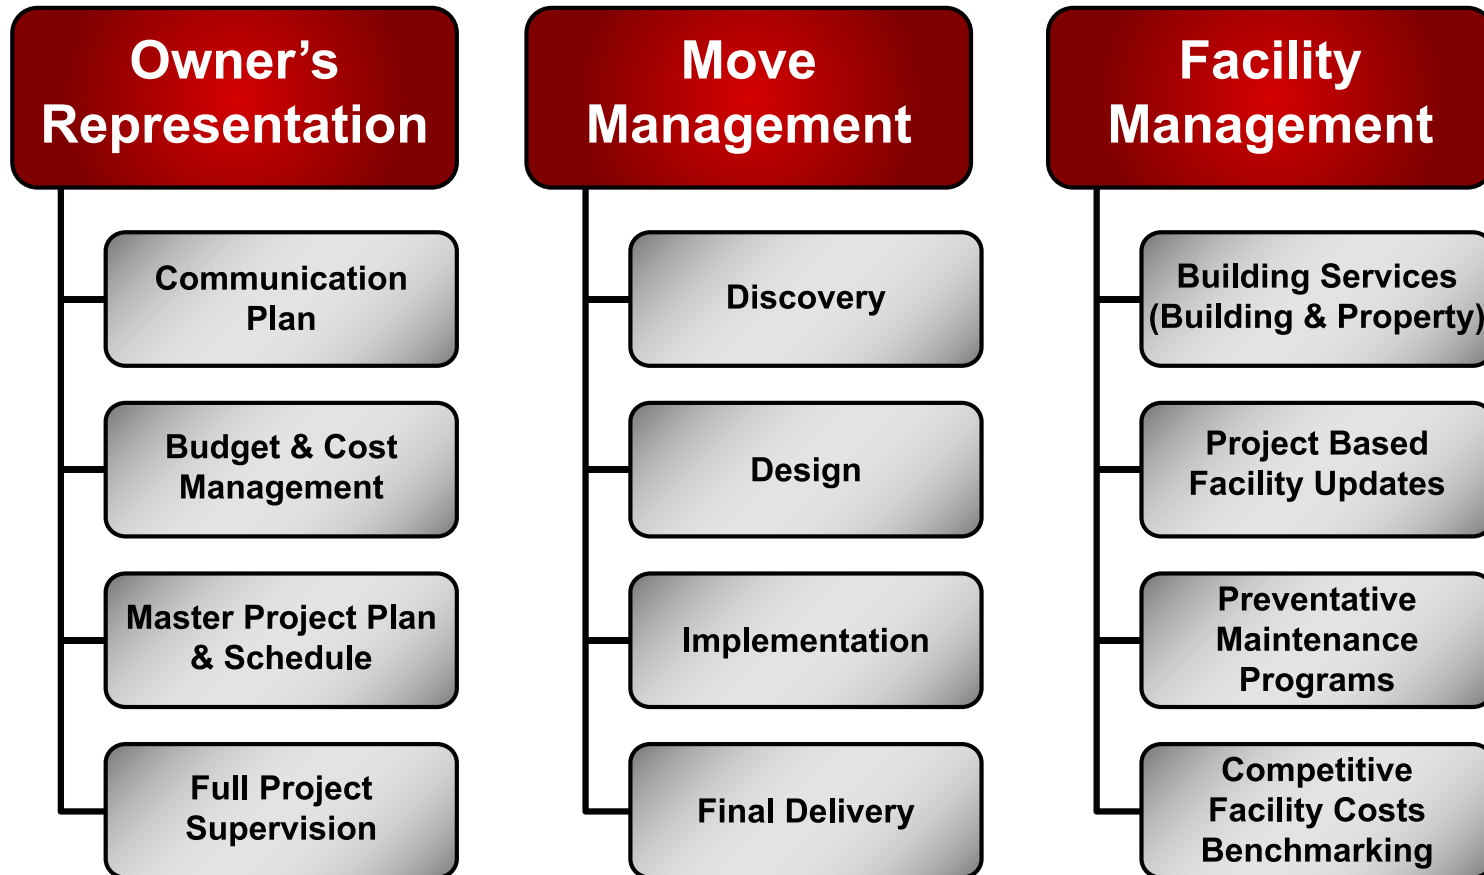 Owner’s
Representation
Communication
Plan
Budget & Cost
Management
Master Project Plan
& Schedule
Full Project
Supervision
Move
Management
Discovery
Design
Implementation
Final Delivery
Facility
Management
Building Services
(Building & Property)
Project Based
Facility Updates
Preventative
Maintenance
Programs
Competitive
Facility Costs
Benchmarking